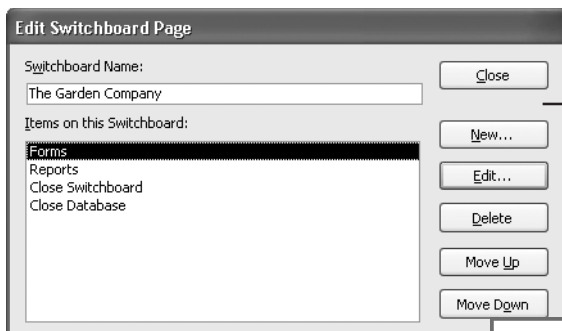 Edit Switchboard Page
Switchboard Name:
Close
The Garden Company
Items on this Switchboard:
New...
Forms
Reports
Edit...
Close Switchboard
Close Database
Delete
Move Up
Move Down